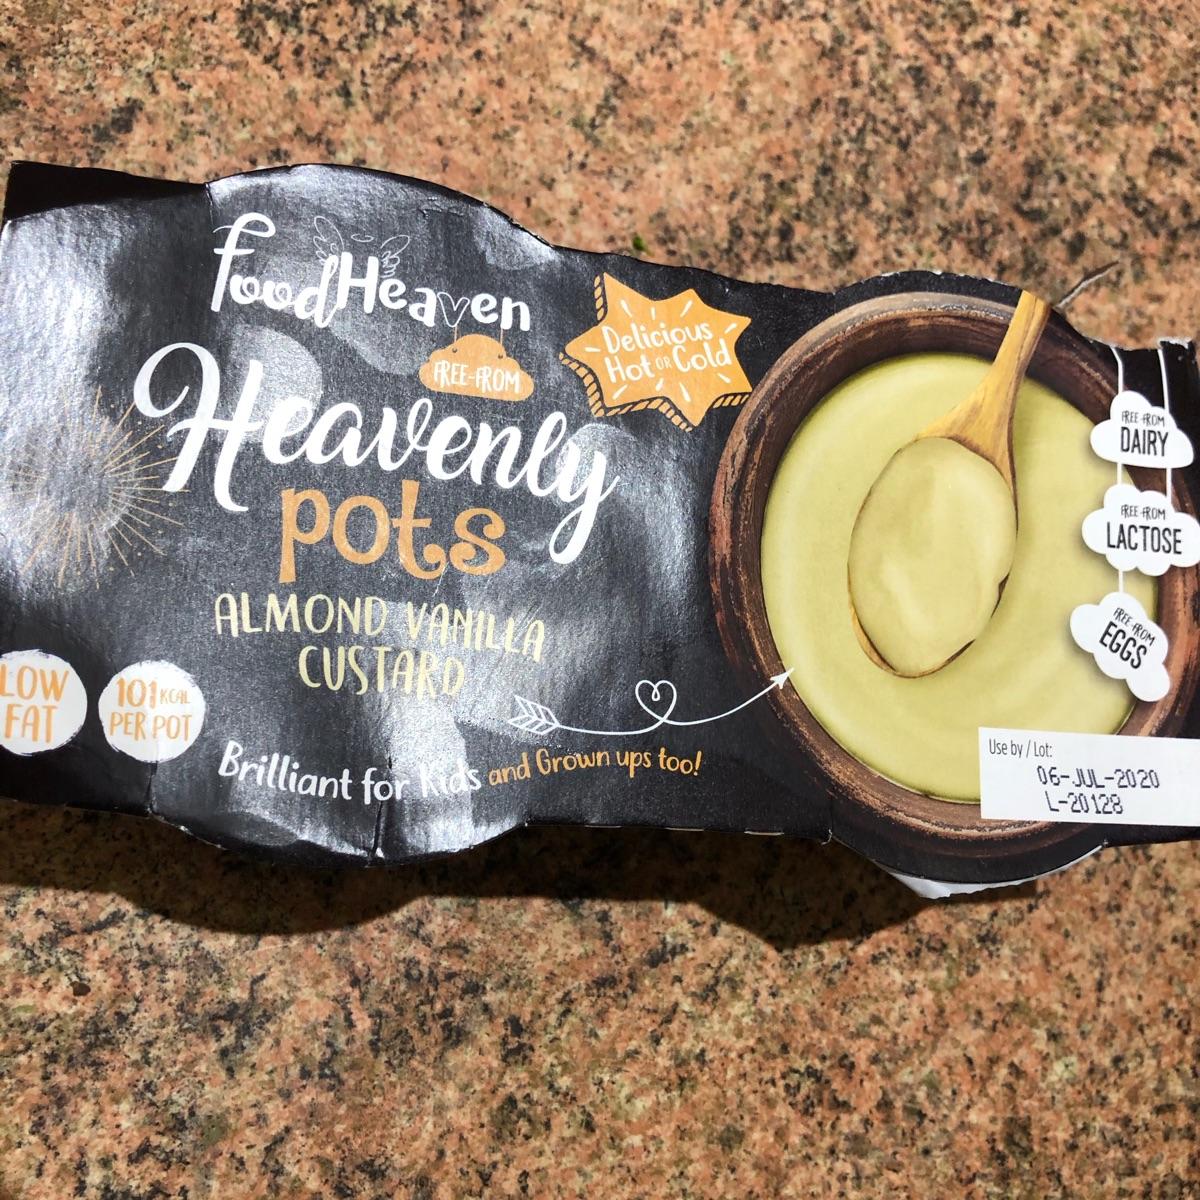 FoodHeaven
FREE-FROM
Heavenly
pots
ALMOND VANILLA
CUSTARD
Delicious
Hot OR Cold
FREE-FROM
DAIRY
FREE-FROM
LACTOSE
FREE-FROM
EGGS
LOW
FAT
101 KCAL
PER POT
Brilliant for Kids and Grown ups too!
Use by / Lot:
06-JUL-2020
L-20128